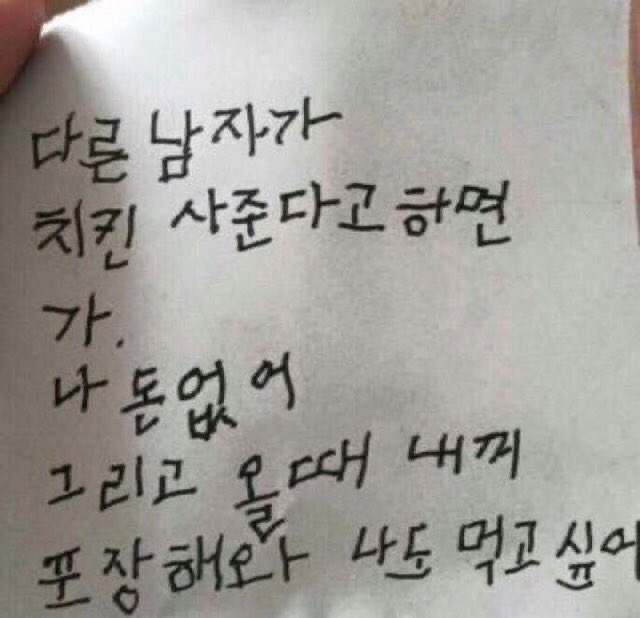 다른 남자가
치킨 사준다고하면
가.
나 돈없어
그리고 올때 내꺼
포장해와 나도 먹고싶어